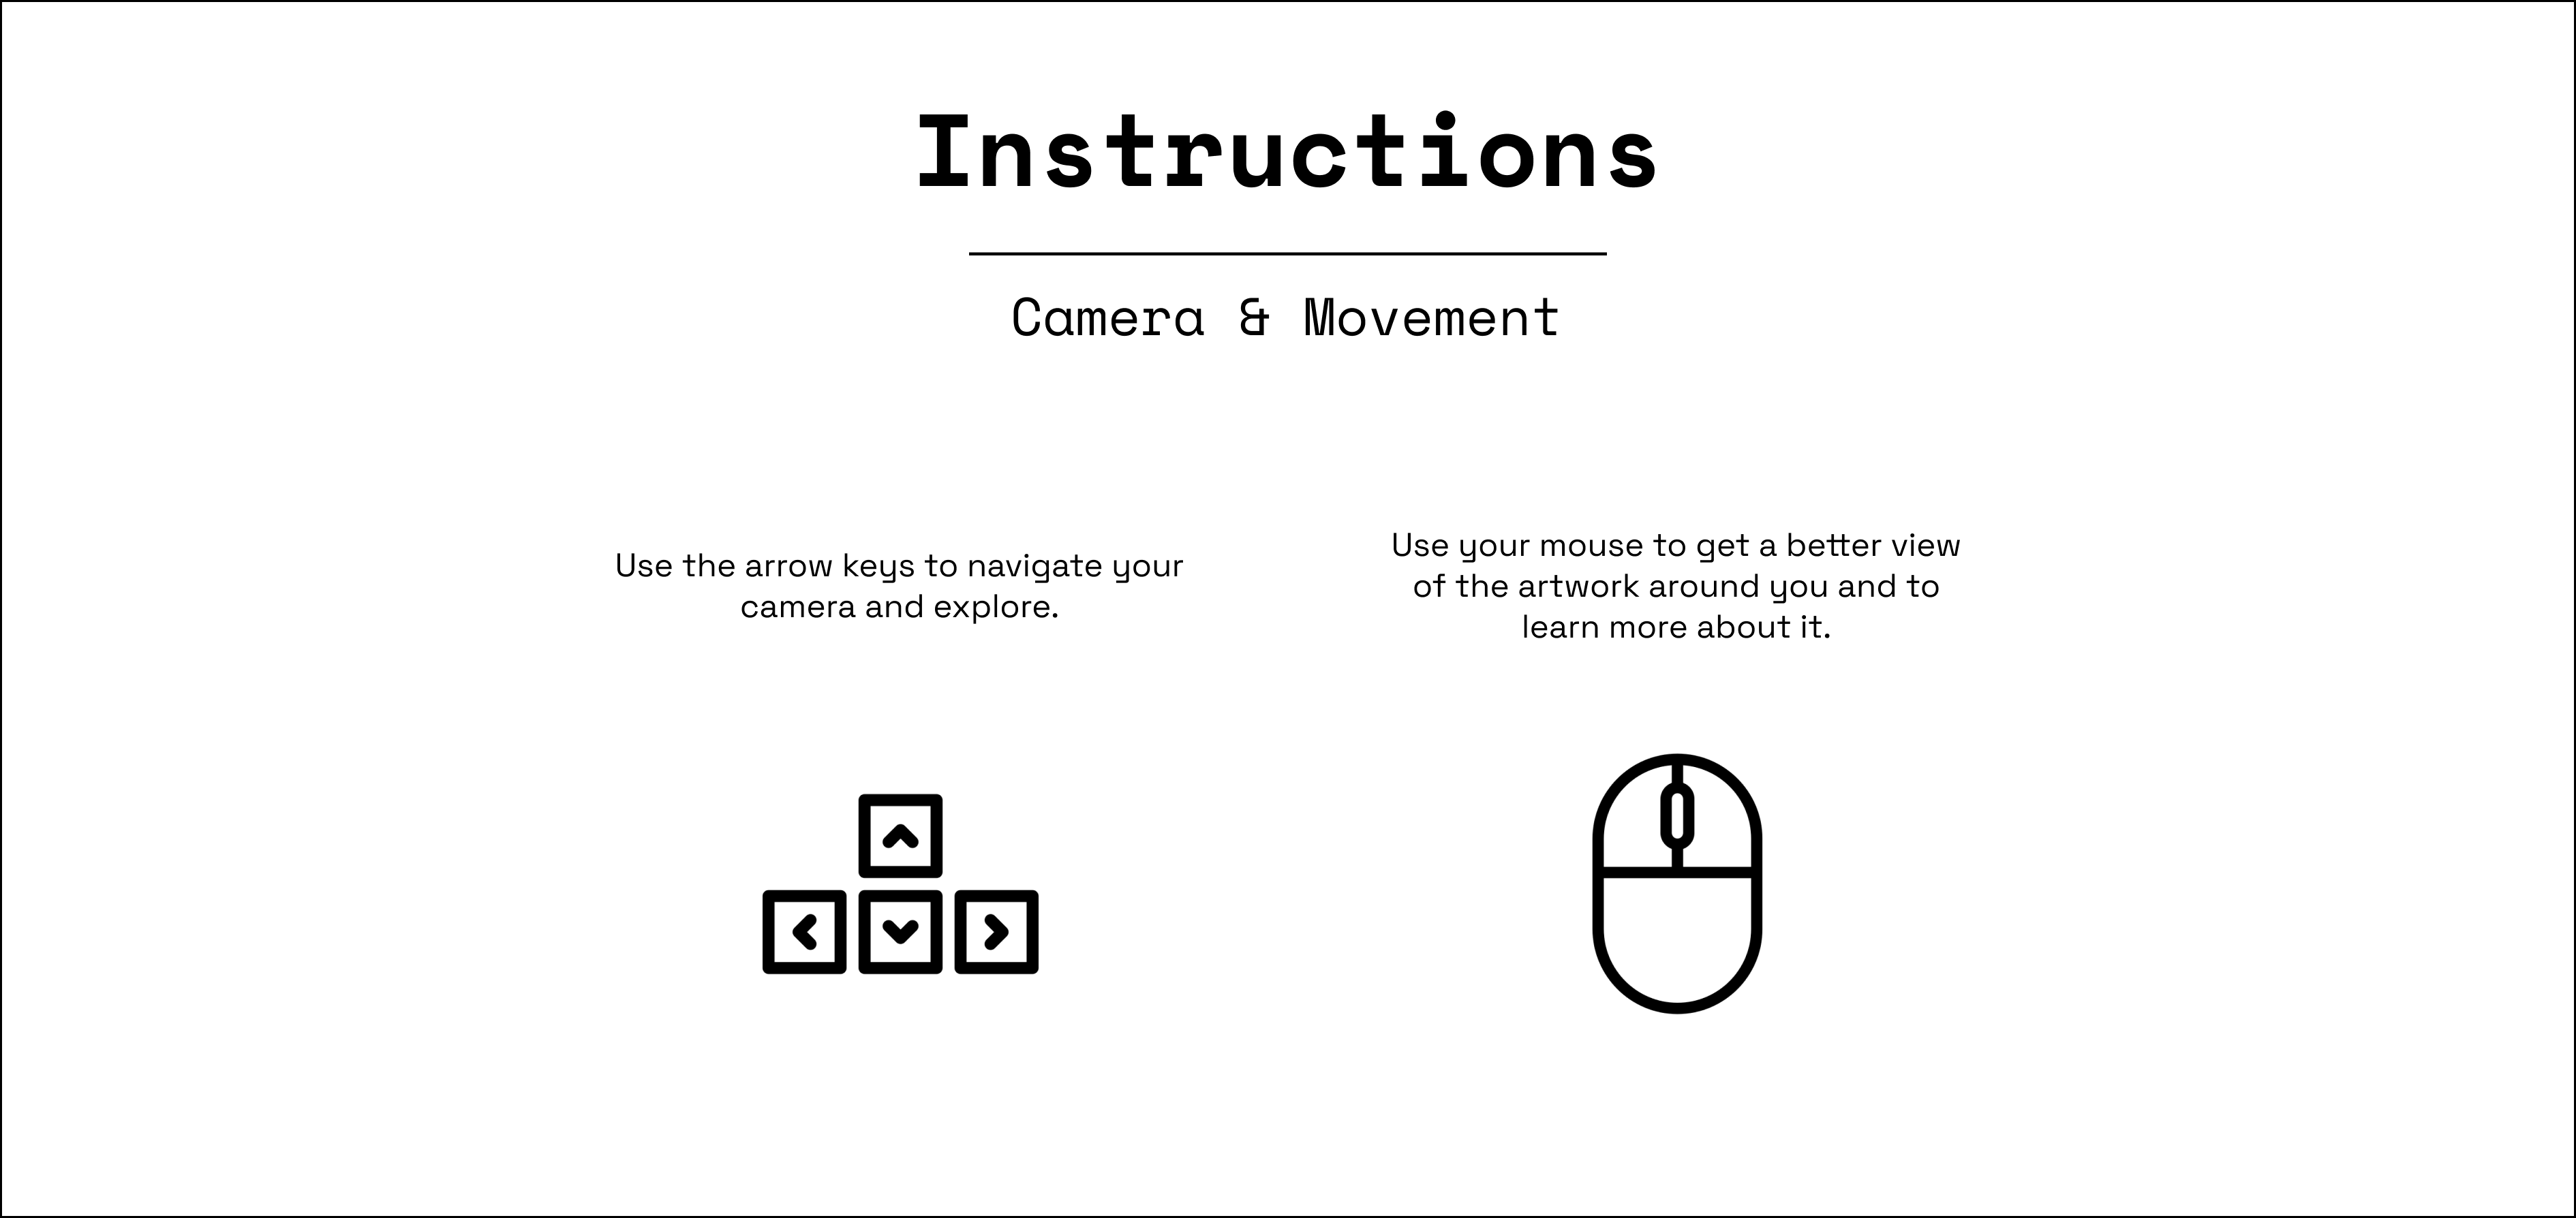 Instructions
Camera & Movement
Use the arrow keys to navigate your
camera and explore.
Use your mouse to get a better view
of the artwork around you and to
learn more about it.